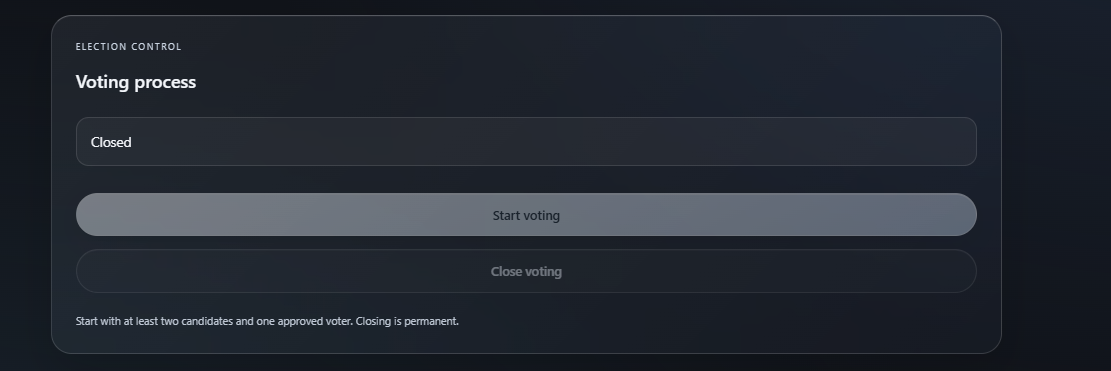 ELECTION CONTROL
Voting process
Closed
Start voting
Close voting
Start with at least two candidates and one approved voter. Closing is permanent.